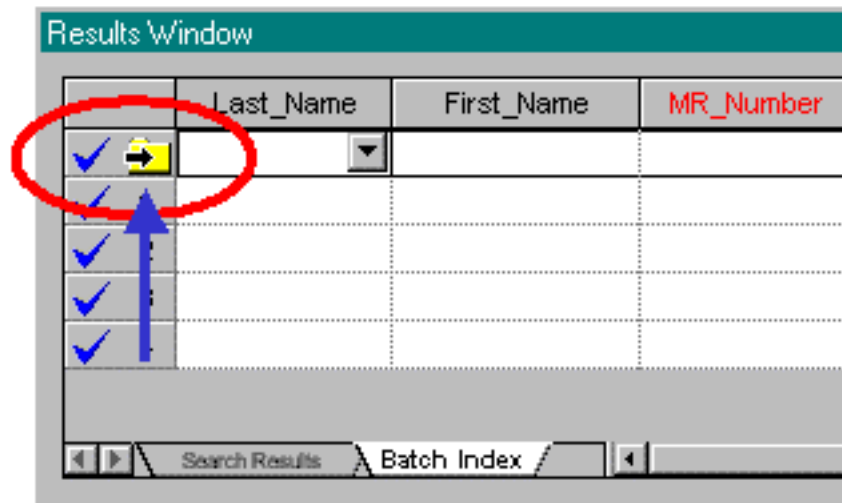 Results Window
Last_Name First_Name MR_Number
Search Results Batch Index